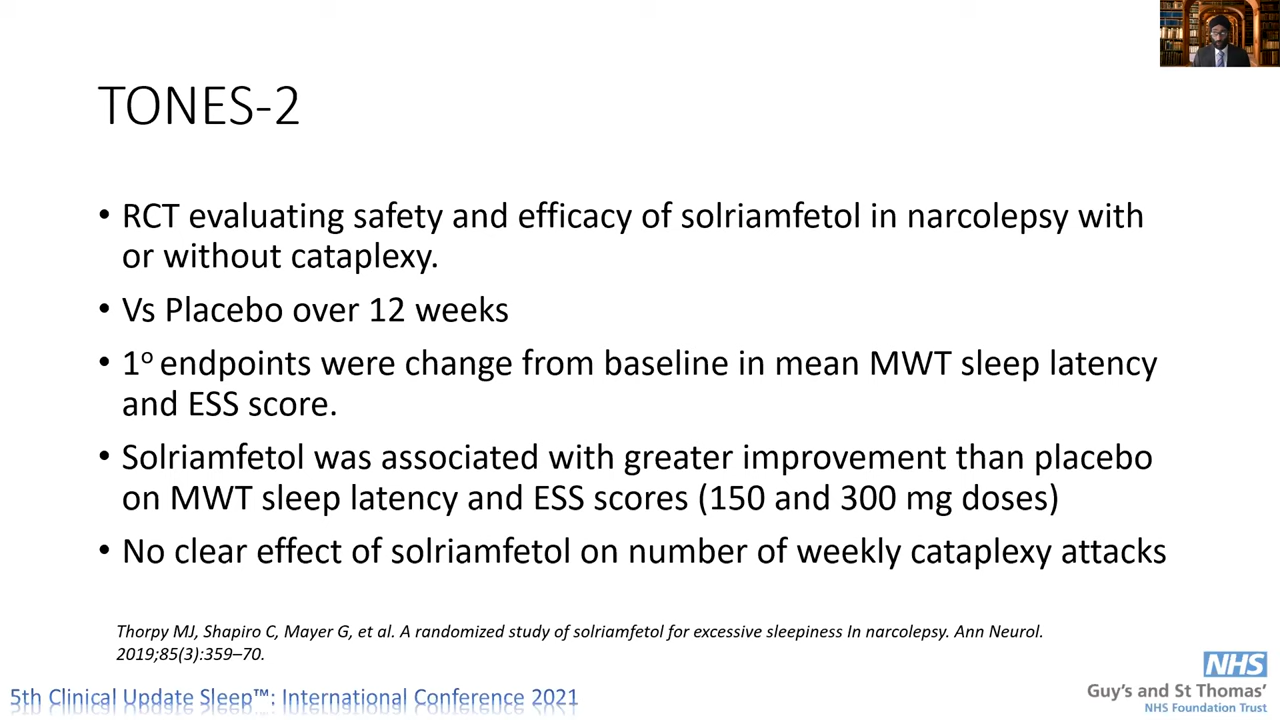 TONES-2
• RCT evaluating safety and efficacy of solriamfetol in narcolepsy with
or without cataplexy.
• Vs Placebo over 12 weeks
• 1º endpoints were change from baseline in mean MWT sleep latency
and ESS score.
• Solriamfetol was associated with greater improvement than placebo
on MWT sleep latency and ESS scores (150 and 300 mg doses)
• No clear effect of solriamfetol on number of weekly cataplexy attacks
Thorpy MJ, Shapiro C, Mayer G, et al. A randomized study of solriamfetol for excessive sleepiness In narcolepsy. Ann Neurol.
2019;85(3):359–70.
5th Clinical Update Sleep™: International Conference 2021
NHS
Guy's and St Thomas'
NHS Foundation Trust